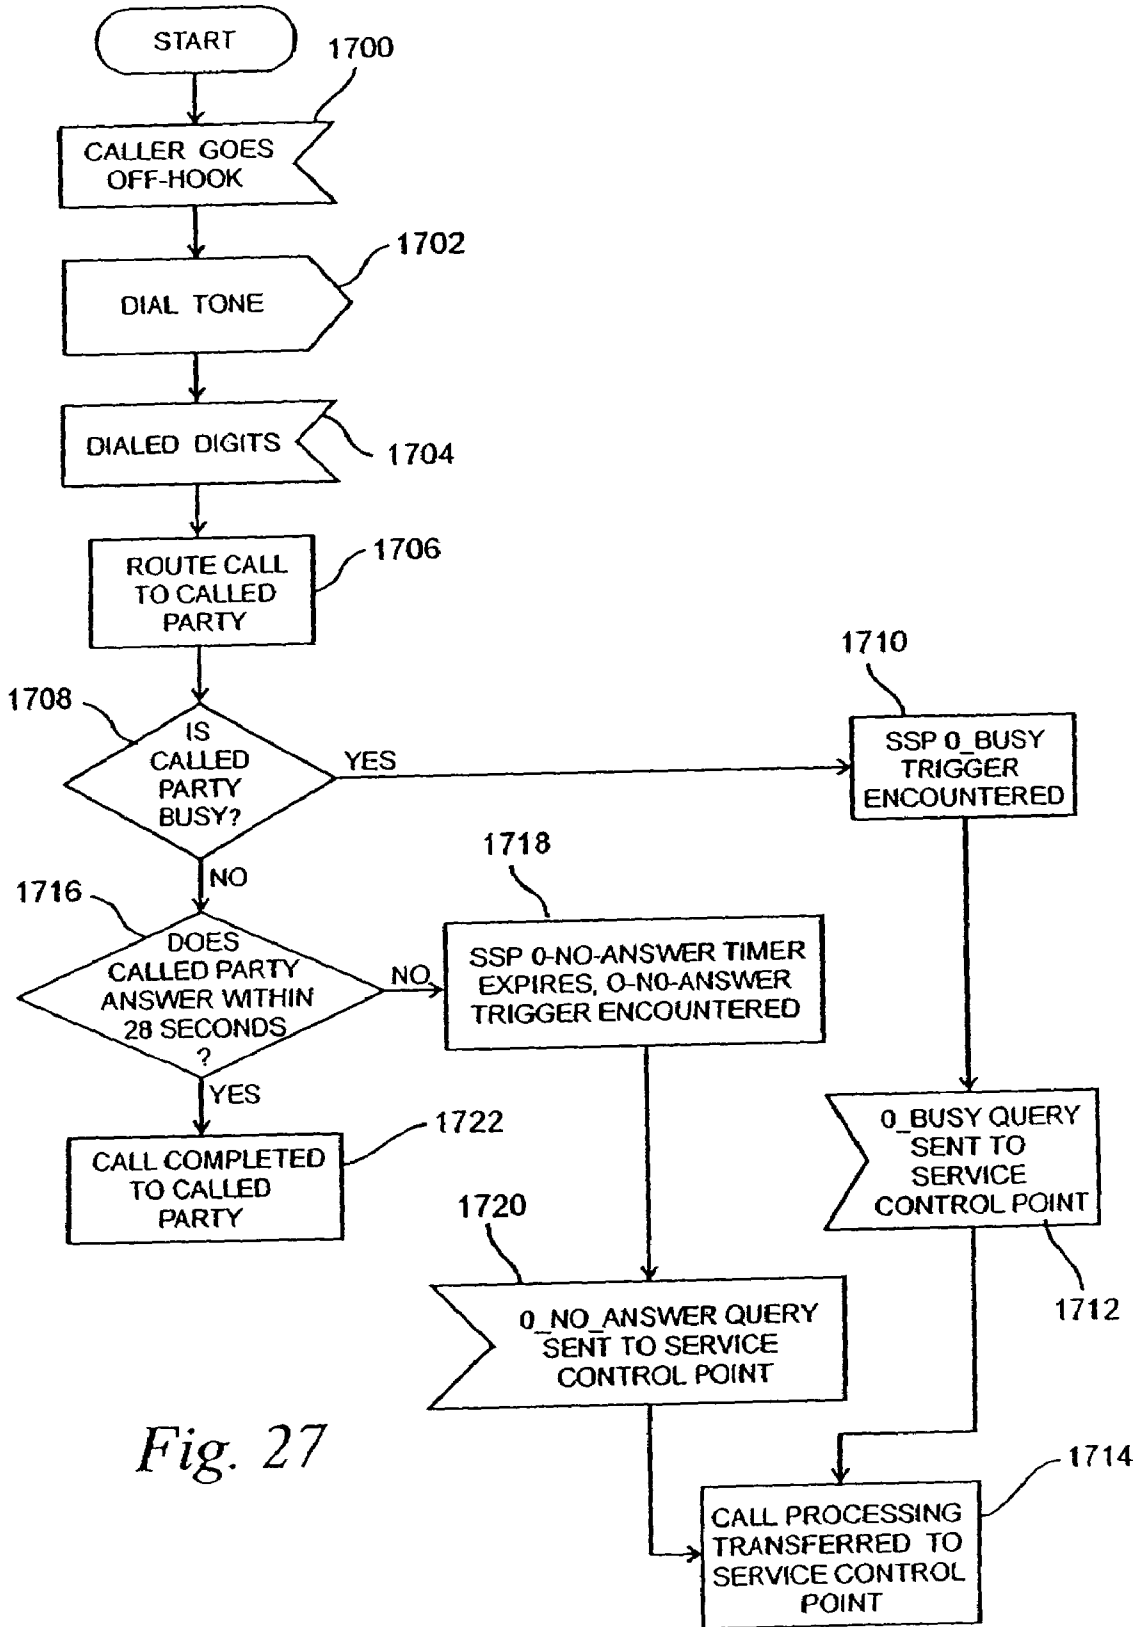 START
1700
CALLER GOES
OFF-HOOK
1702
DIAL TONE
DIALED DIGITS
1704
1706
ROUTE CALL
TO CALLED
PARTY
1708
IS
CALLED
PARTY
BUSY?
YES
1710
SSP 0_BUSY
TRIGGER
ENCOUNTERED
NO
1716
DOES
CALLED PARTY
ANSWER WITHIN
28 SECONDS
?
NO
1718
SSP 0-NO-ANSWER TIMER
EXPIRES, O-N0-ANSWER
TRIGGER ENCOUNTERED
YES
1722
CALL COMPLETED
TO CALLED
PARTY
0_BUSY QUERY
SENT TO
SERVICE
CONTROL POINT
1712
1720
0_NO_ANSWER QUERY
SENT TO SERVICE
CONTROL POINT
Fig. 27
1714
CALL PROCESSING
TRANSFERRED TO
SERVICE CONTROL
POINT